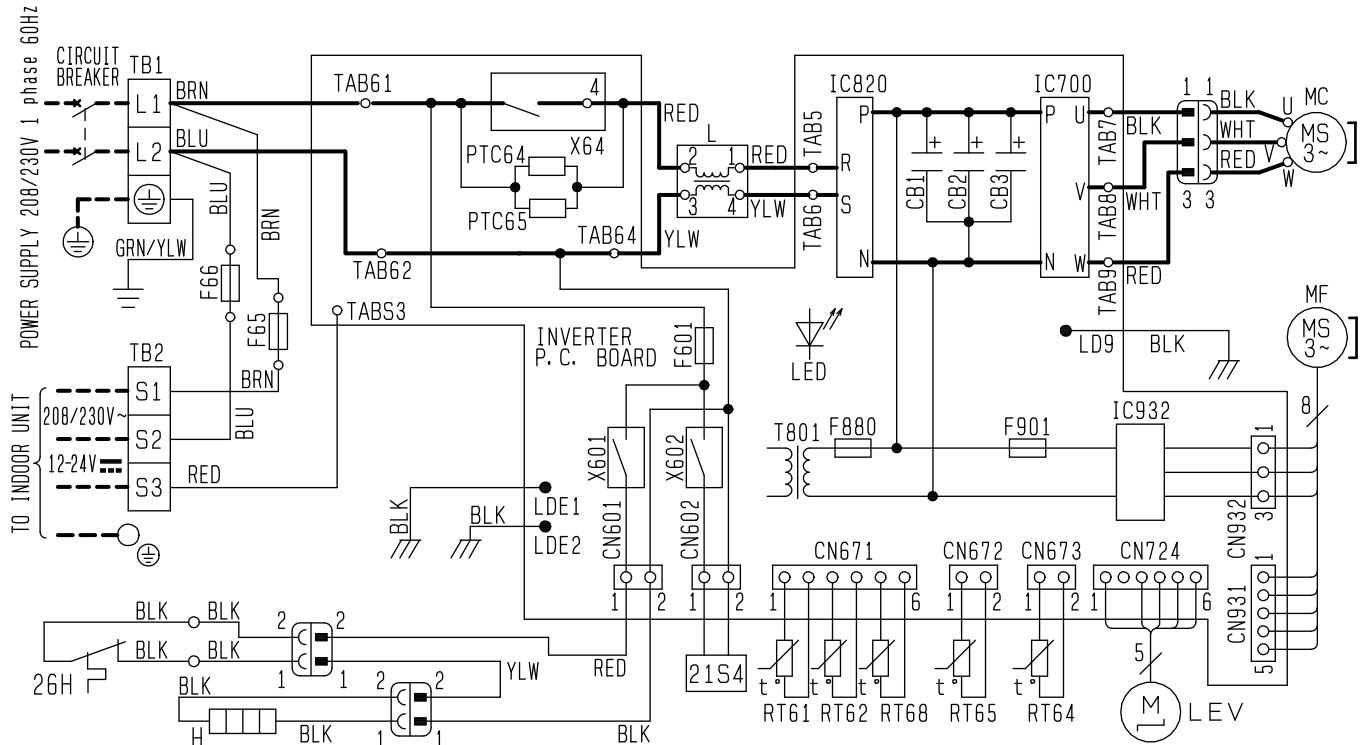 POWER SUPPLY 208/230V 1 phase 60Hz
CIRCUIT
BREAKER
TB1
L1
L2
BRN
BLU
GRN/YLW
BLU
BRN
F66
F65
TAB61
TAB62
TABS3
4
X64
PTC64
PTC65
TAB64
RED
YLW
L
2
1
3
4
RED
YLW
TAB5
TAB6
IC820
P
R
S
N
+
+
+
CB1
CB2
CB3
IC700
P
U
V
N
W
TAB7
TAB8
TAB9
BLK
WHT
RED
1
1
3
3
BLK
WHT
RED
U
V
W
MC
MS
3~
MF
MS
3~
8
TB2
S1
S2
S3
BRN
BLU
RED
TO INDOOR UNIT
208/230V~
12-24V
INVERTER
P. C. BOARD
F601
LED
LD9
BLK
T801
F880
F901
IC932
1
3
CN932
X601
X602
BLK
BLK
LDE1
LDE2
CN601
CN602
1
2
1
2
CN671
1
6
CN672
1
2
CN673
1
2
CN724
1
6
CN931
1
5
21S4
t°
t°
t°
t°
t°
RT61
RT62
RT68
RT65
RT64
5
M
LEV
BLK
BLK
BLK
BLK
2
2
1
1
26H
BLK
H
BLK
2
2
1
1
YLW
RED
BLK